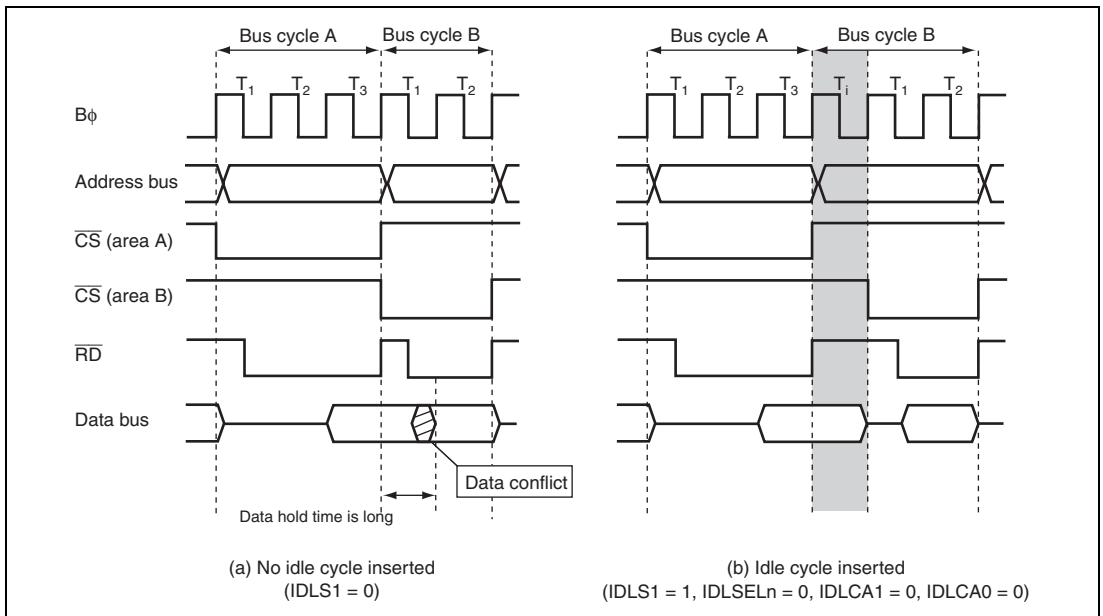 Bus cycle A
Bus cycle B
T1
T2
T3
T1
T2
Bφ
Address bus
CS (area A)
CS (area B)
RD
Data bus
Data conflict
Data hold time is long
(a) No idle cycle inserted
(IDLS1 = 0)
Bus cycle A
Bus cycle B
T1
T2
T3
Ti
T1
T2
(b) Idle cycle inserted
(IDLS1 = 1, IDLSELn = 0, IDLCA1 = 0, IDLCA0 = 0)